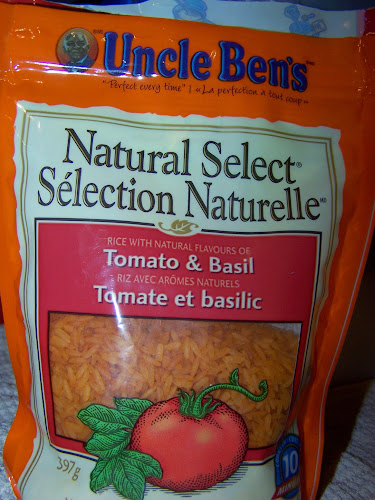 Uncle Ben's
"Perfect every time" | «La perfection à tout coup»
Natural Select®
Sélection Naturelle®
RICE WITH NATURAL FLAVOURS OF
Tomato & Basil
RIZ AVEC ARÔMES NATURELS
Tomate et basilic
397g
10